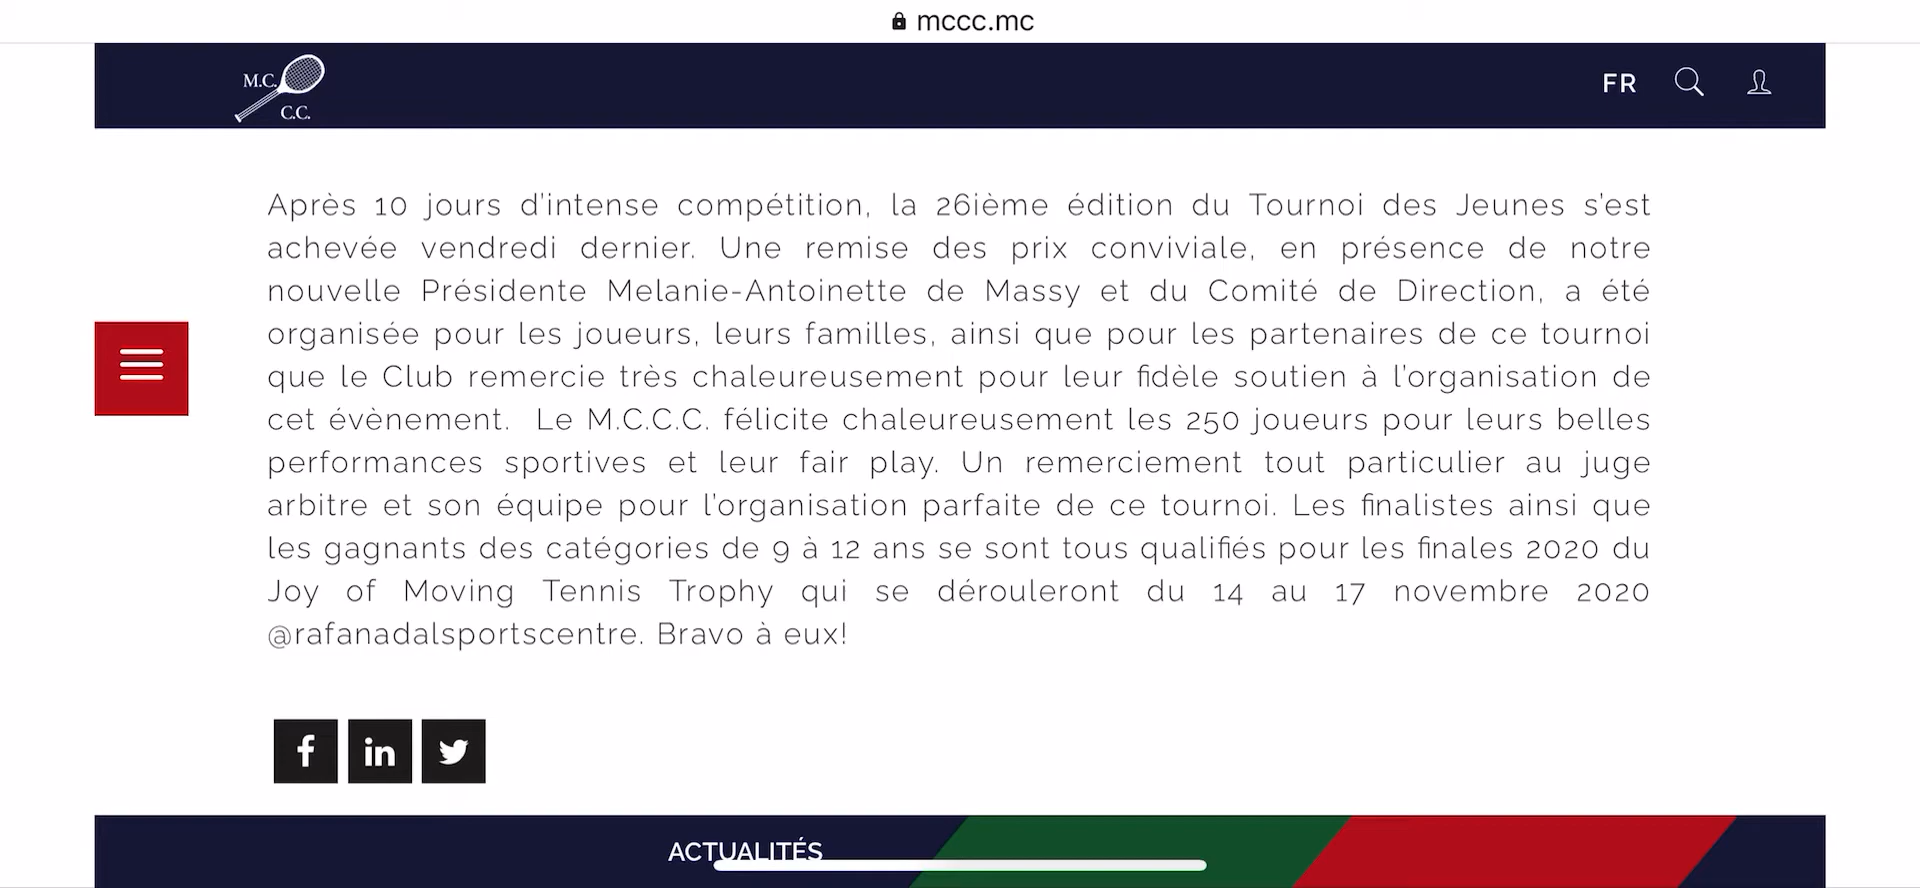 mccc.mc
M.C.
C.C.
FR
Après 10 jours d'intense compétition, la 26ième édition du Tournoi des Jeunes s'est
achevée vendredi dernier. Une remise des prix conviviale, en présence de notre
nouvelle Présidente Melanie-Antoinette de Massy et du Comité de Direction, a été
organisée pour les joueurs, leurs familles, ainsi que pour les partenaires de ce tournoi
que le Club remercie très chaleureusement pour leur fidèle soutien à l'organisation de
cet évènement. Le M.C.C.C. félicite chaleureusement les 250 joueurs pour leurs belles
performances sportives et leur fair play. Un remerciement tout particulier au juge
arbitre et son équipe pour l'organisation parfaite de ce tournoi. Les finalistes ainsi que
les gagnants des catégories de 9 à 12 ans se sont tous qualifiés pour les finales 2020 du
Joy of Moving Tennis Trophy qui se dérouleront du 14 au 17 novembre 2020
@rafanadalsportscentre. Bravo à eux!
f in
ACTUALITÉS